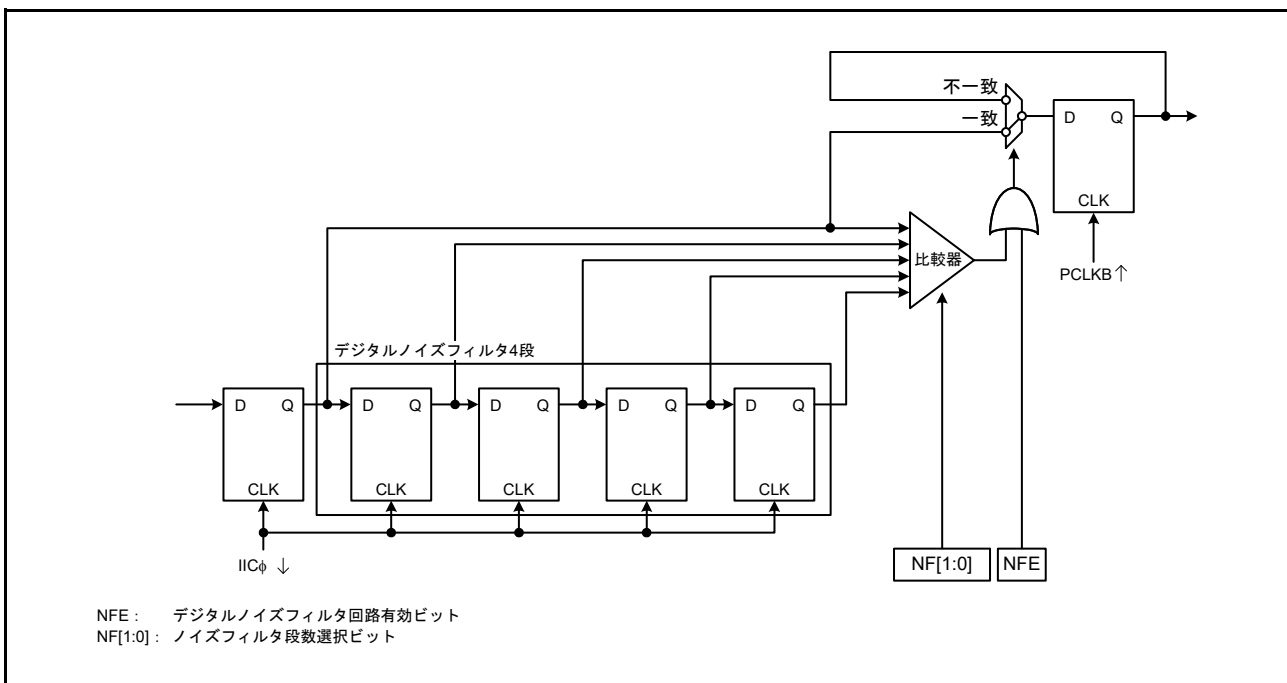 不一致
一致
D Q
CLK
PCLKB↑
比較器
デジタルノイズフィルタ4段
D Q D Q D Q D Q D Q
CLK CLK CLK CLK CLK
IICφ ↓
NF[1:0] NFE
NFE : デジタルノイズフィルタ回路有効ビット
NF[1:0] : ノイズフィルタ段数選択ビット